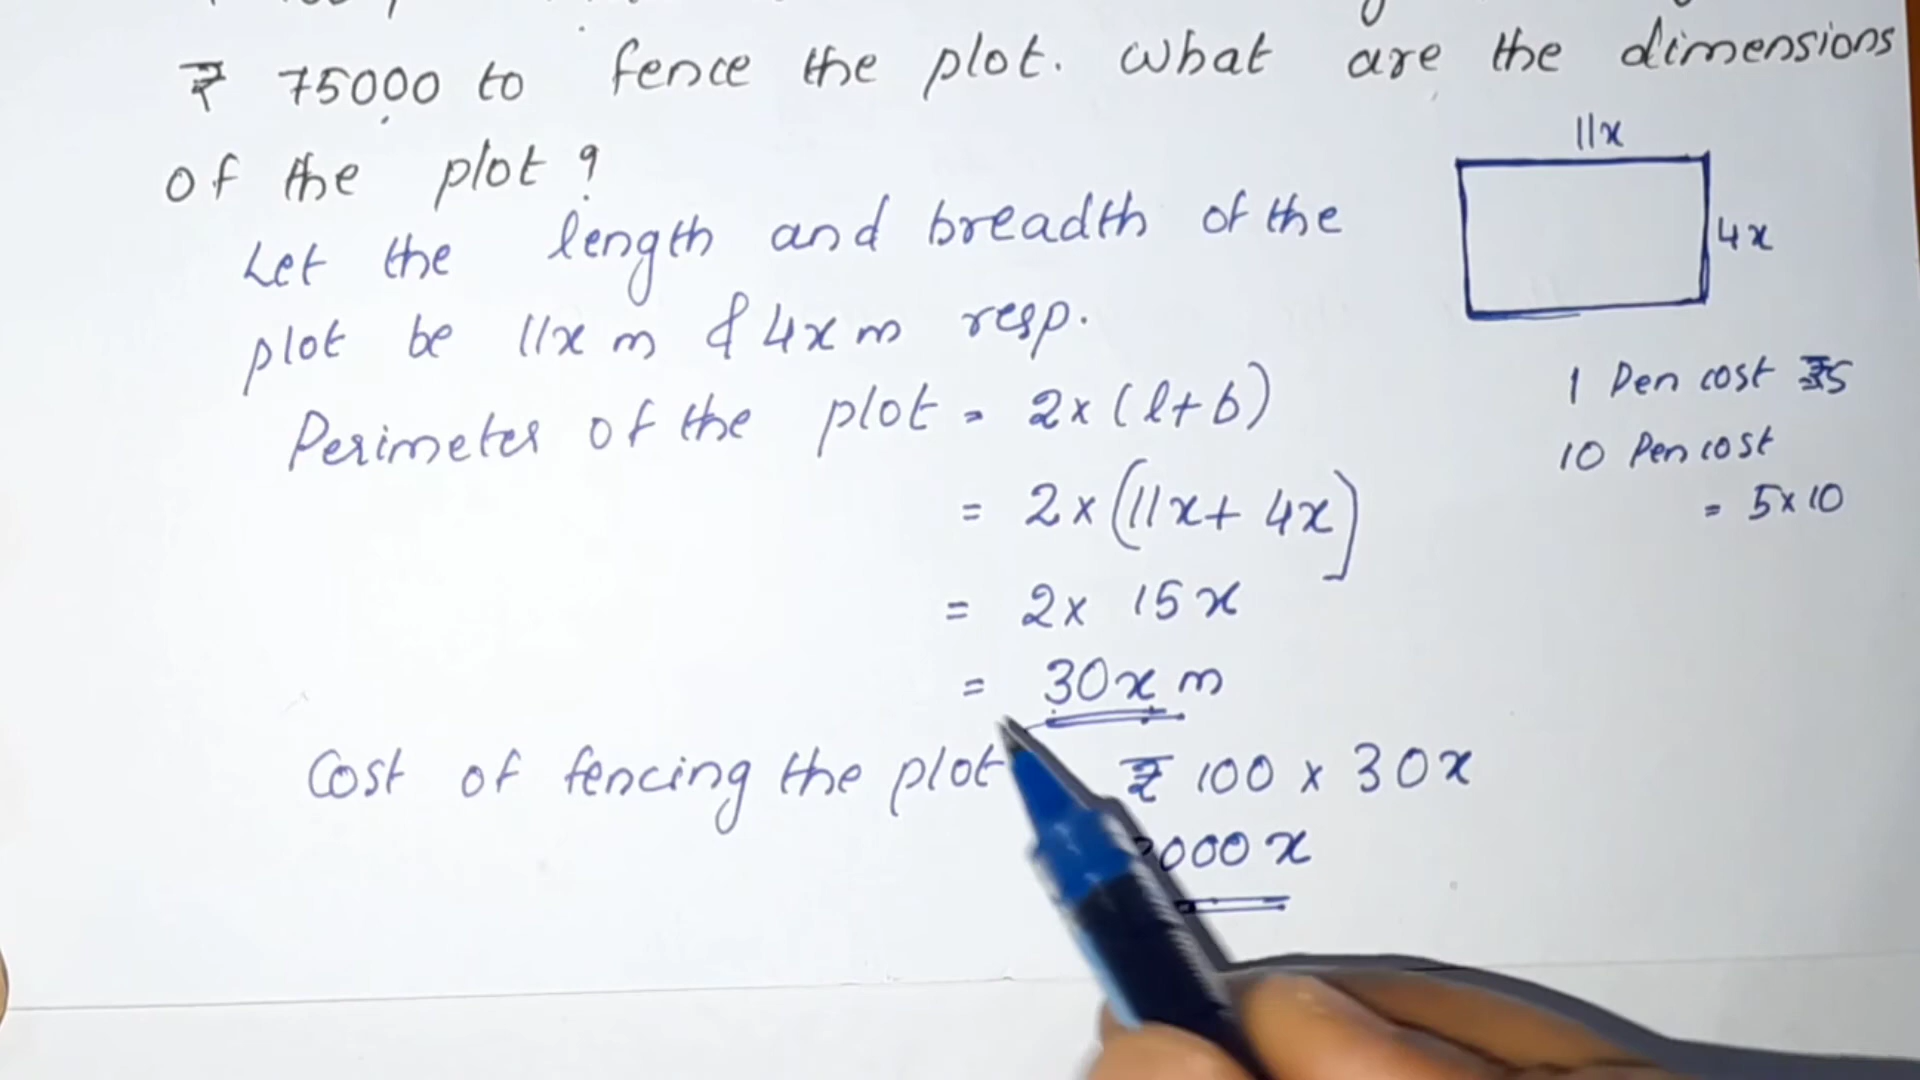 ₹ 75000 to fence the plot. What are the dimensions
of the plot?
11x
4x
Let the length and breadth of the
plot be 11x m & 4x m resp.
Perimeter of the plot = 2 x (l+b)
= 2 x (11x + 4x)
= 2 x 15x
= 30x m
Cost of fencing the plot ₹ 100 x 30x
000 x
1 Pen cost ₹5
10 Pen cost
= 5 x 10